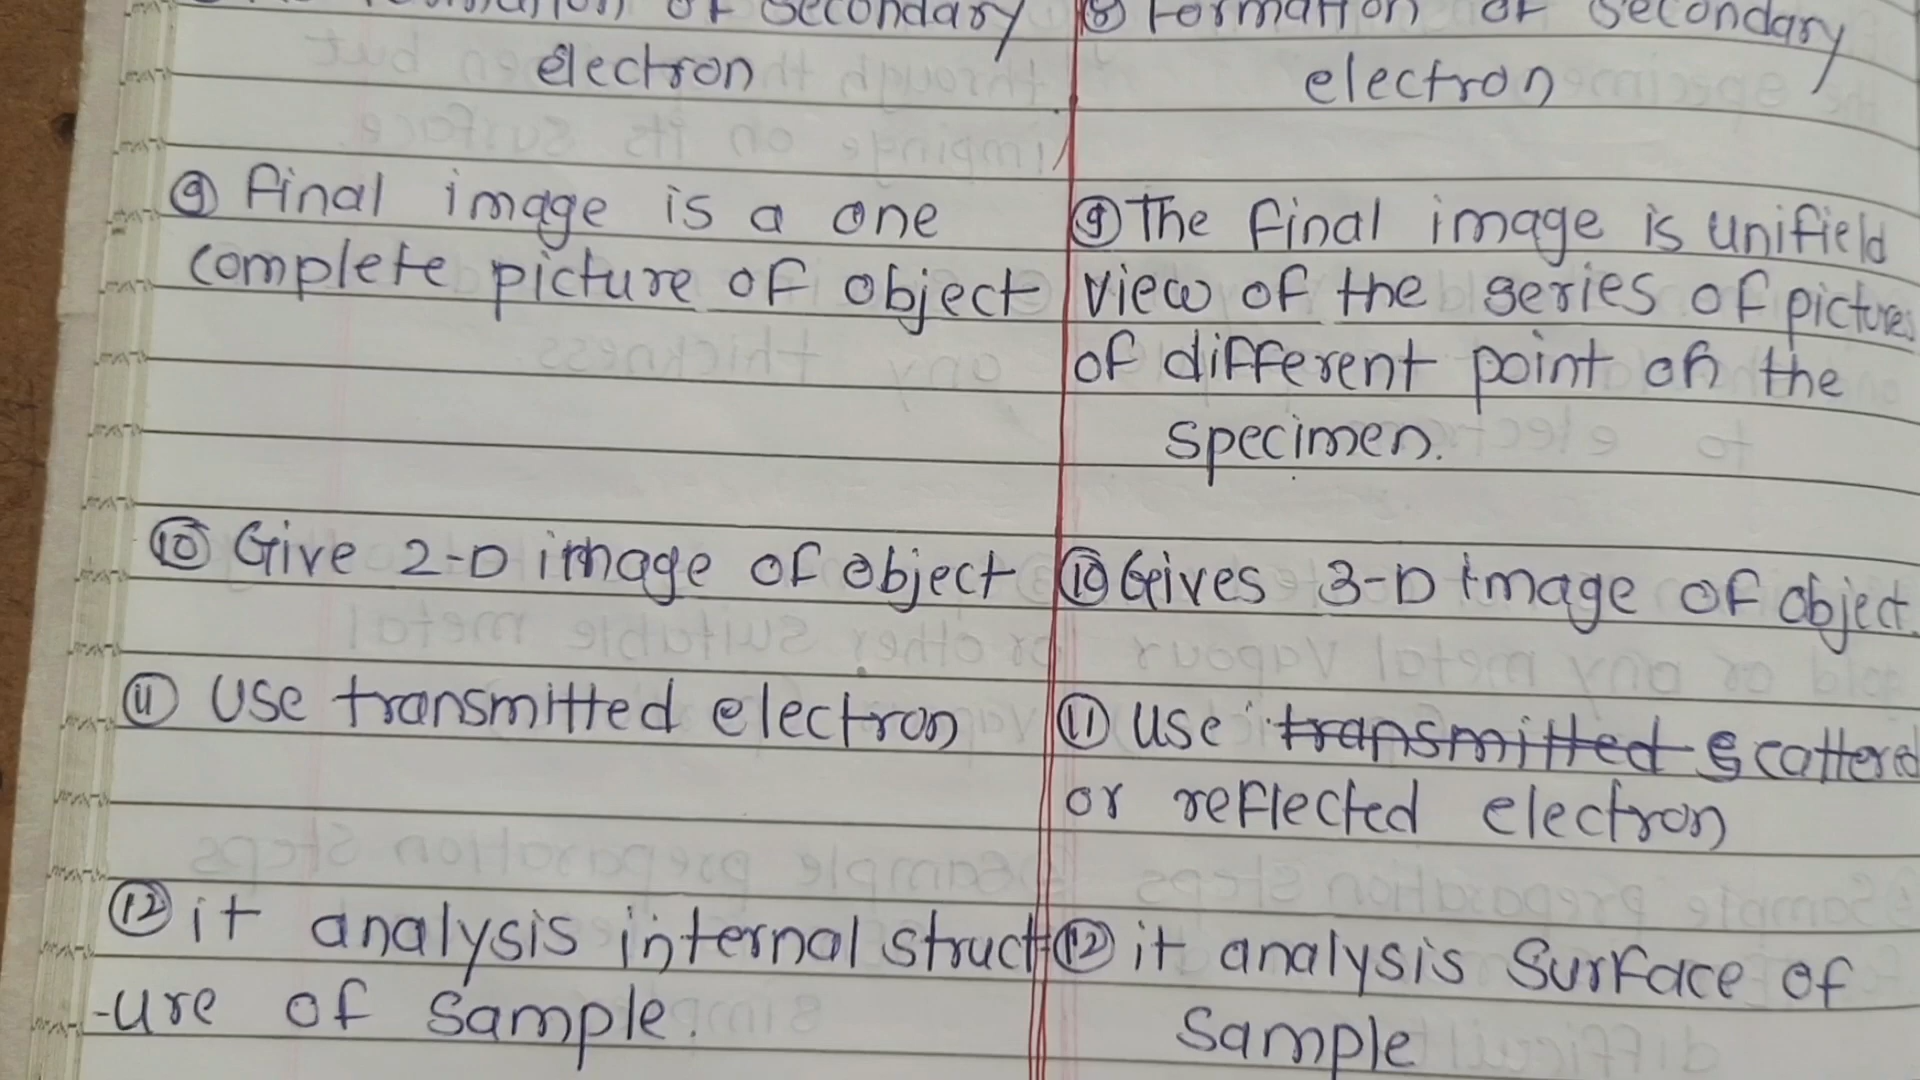 of Secondary
electron
⑨ final image is a one
complete picture of object
⑩ Give 2-D image of object
⑪ Use transmitted electron
⑫ it analysis internal struct
-ure of Sample.
⑧ Formation of Secondary
electron
⑨ The final image is unifield
view of the series of pictures
of different point on the
specimen.
⑩ Gives 3-D image of object.
⑪ Use transmitted scattered
or reflected electron
⑫ it analysis Surface of
Sample